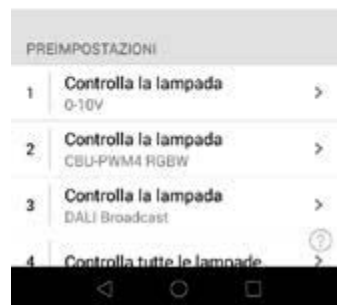 PREIMPOSTAZIONI
1 Controlla la lampada >
0-10V
2 Controlla la lampada >
CBU-PWM4 RGBW
3 Controlla la lampada >
DALI Broadcast
?
4 Controlla tutte le lampade >